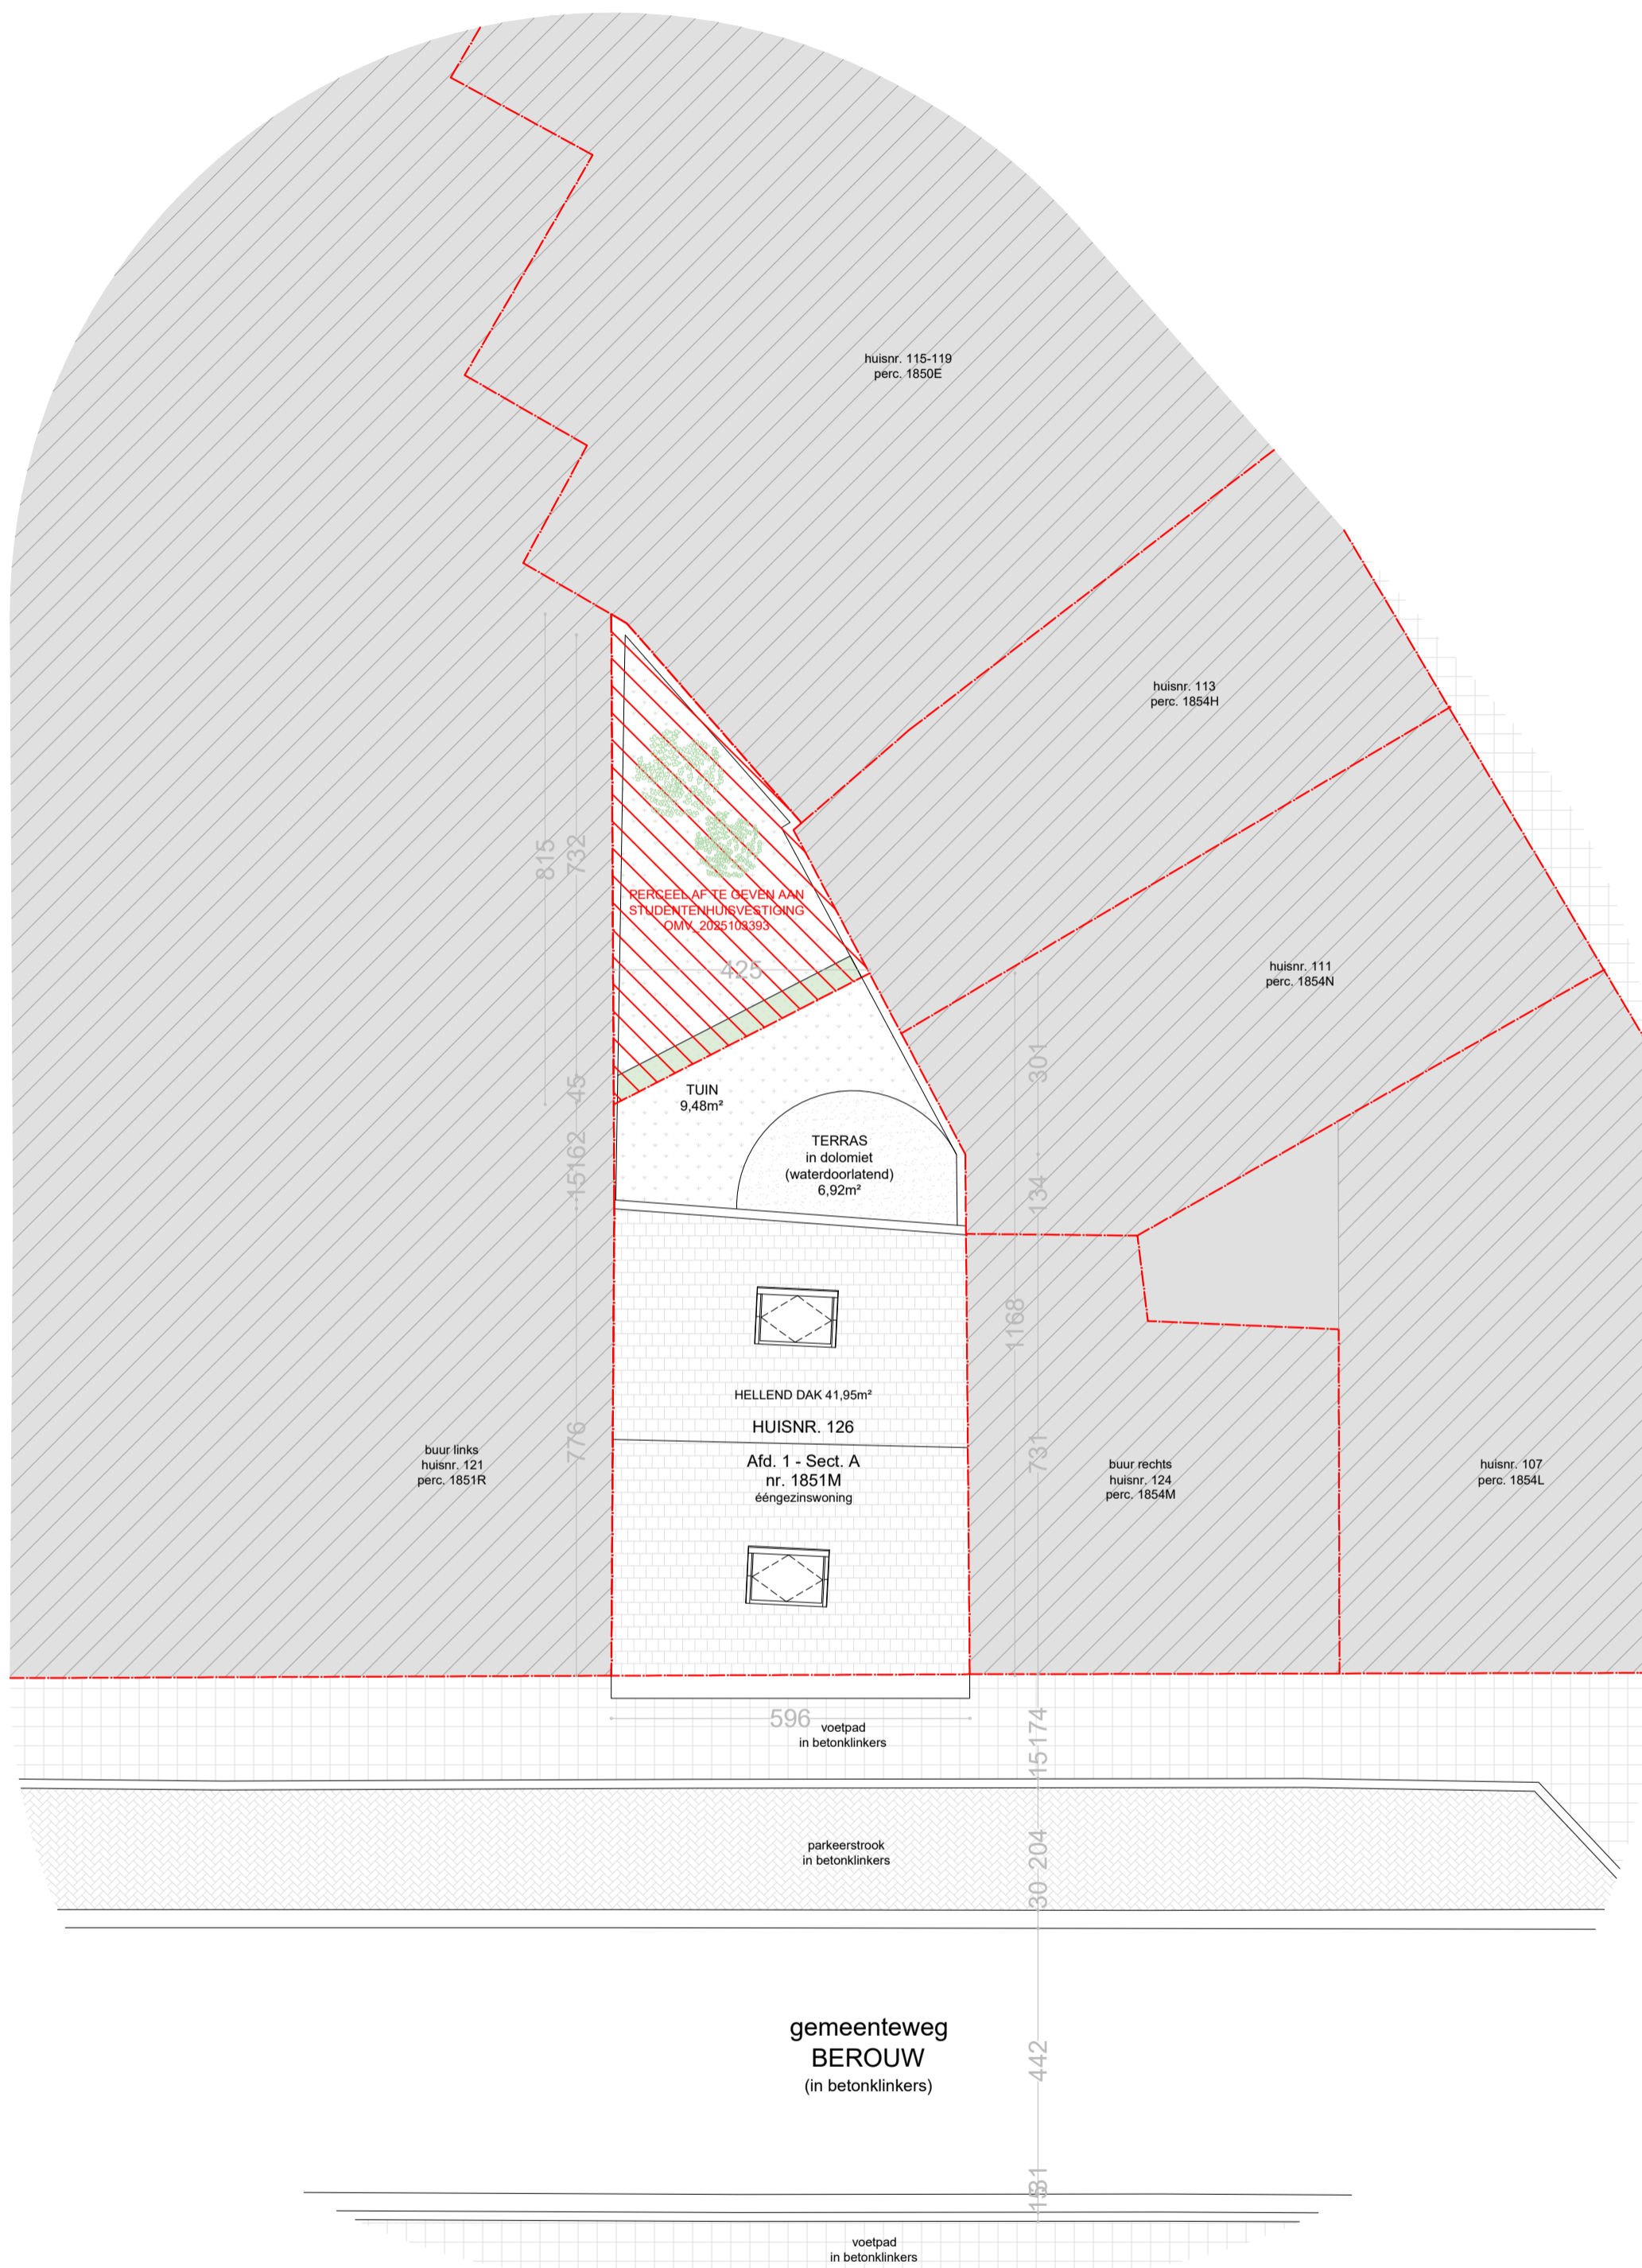 huisnr. 115-119
perc. 1850E
huisnr. 113
perc. 1854H
815
732
PERCEEL AF TE GEVEN AAN
STUDENTENHUISVESTIGING
OMV_2025103393
425
huisnr. 111
perc. 1854N
301
45
TUIN
9,48m²
TERRAS
in dolomiet
(waterdoorlatend)
6,92m²
15162
134
1168
HELLEND DAK 41,95m²
HUISNR. 126
776
731
Afd. 1 - Sect. A
nr. 1851M
ééngezinswoning
buur links
huisnr. 121
perc. 1851R
buur rechts
huisnr. 124
perc. 1854M
huisnr. 107
perc. 1854L
596
voetpad
in betonklinkers
15174
parkeerstrook
in betonklinkers
204
30
gemeenteweg
BEROUW
(in betonklinkers)
442
voetpad
in betonklinkers